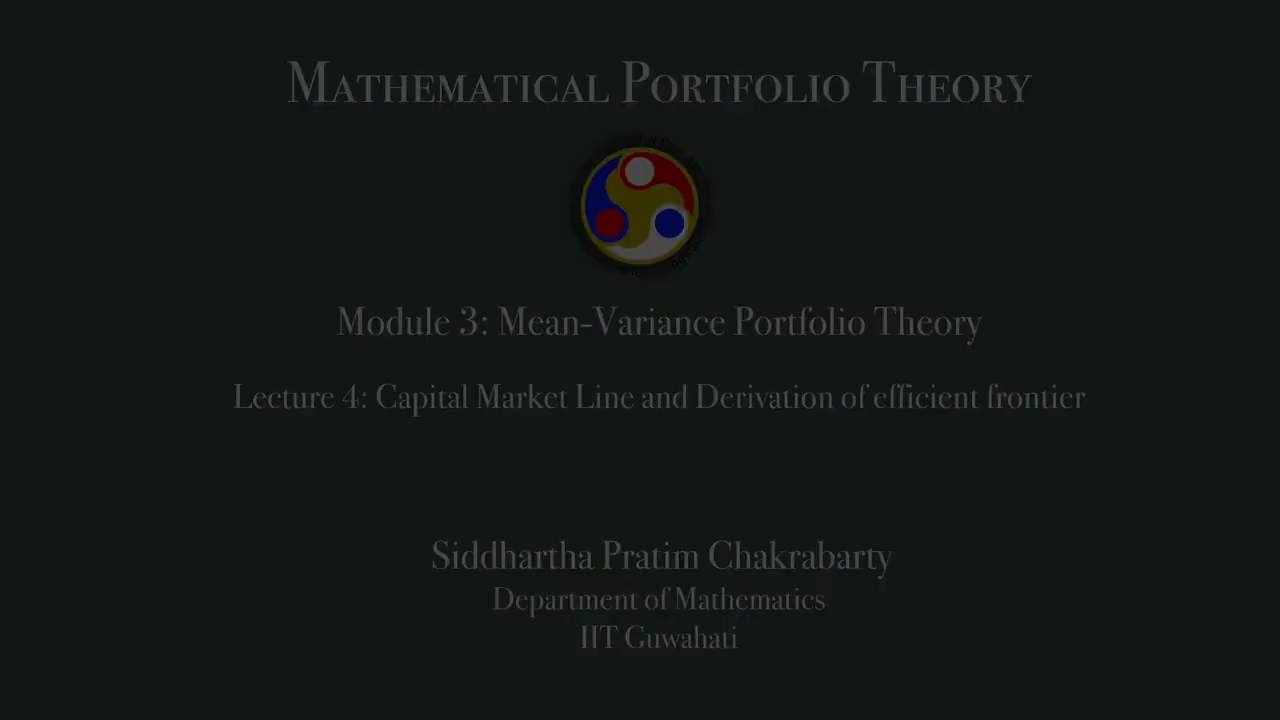 Mathematical Portfolio Theory
Module 3: Mean-Variance Portfolio Theory
Lecture 4: Capital Market Line and Derivation of efficient frontier
Siddhartha Pratim Chakrabarty
Department of Mathematics
IIT Guwahati